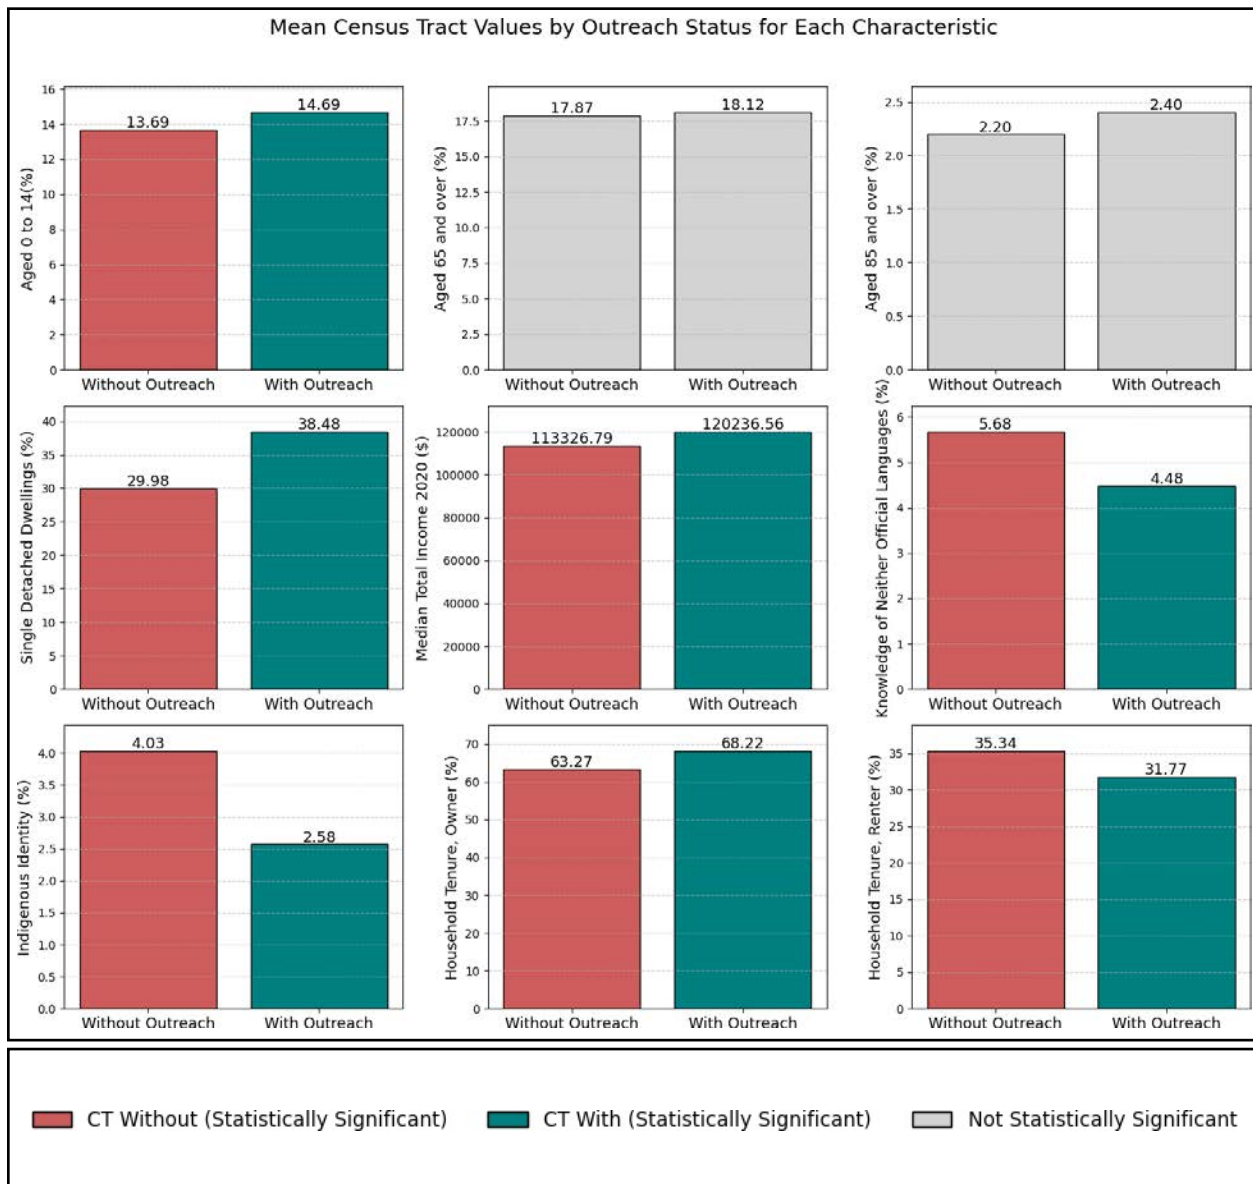 Mean Census Tract Values by Outreach Status for Each Characteristic
Aged 0 to 14(%)
16
14
12
10
8
6
4
2
0
13.69
14.69
Without Outreach
With Outreach
Aged 65 and over (%)
17.5
15.0
12.5
10.0
7.5
5.0
2.5
0.0
17.87
18.12
Without Outreach
With Outreach
Aged 85 and over (%)
2.5
2.0
1.5
1.0
0.5
0.0
2.20
2.40
Without Outreach
With Outreach
Single Detached Dwellings (%)
40
35
30
25
20
15
10
5
0
29.98
38.48
Without Outreach
With Outreach
Median Total Income 2020 ($)
120000
100000
80000
60000
40000
20000
0
113326.79
120236.56
Without Outreach
With Outreach
Knowledge of Neither Official Languages (%)
6
5
4
3
2
1
0
5.68
4.48
Without Outreach
With Outreach
Indigenous Identity (%)
4.0
3.5
3.0
2.5
2.0
1.5
1.0
0.5
0.0
4.03
2.58
Without Outreach
With Outreach
Household Tenure, Owner (%)
70
60
50
40
30
20
10
0
63.27
68.22
Without Outreach
With Outreach
Household Tenure, Renter (%)
35
30
25
20
15
10
5
0
35.34
31.77
Without Outreach
With Outreach
CT Without (Statistically Significant)
CT With (Statistically Significant)
Not Statistically Significant